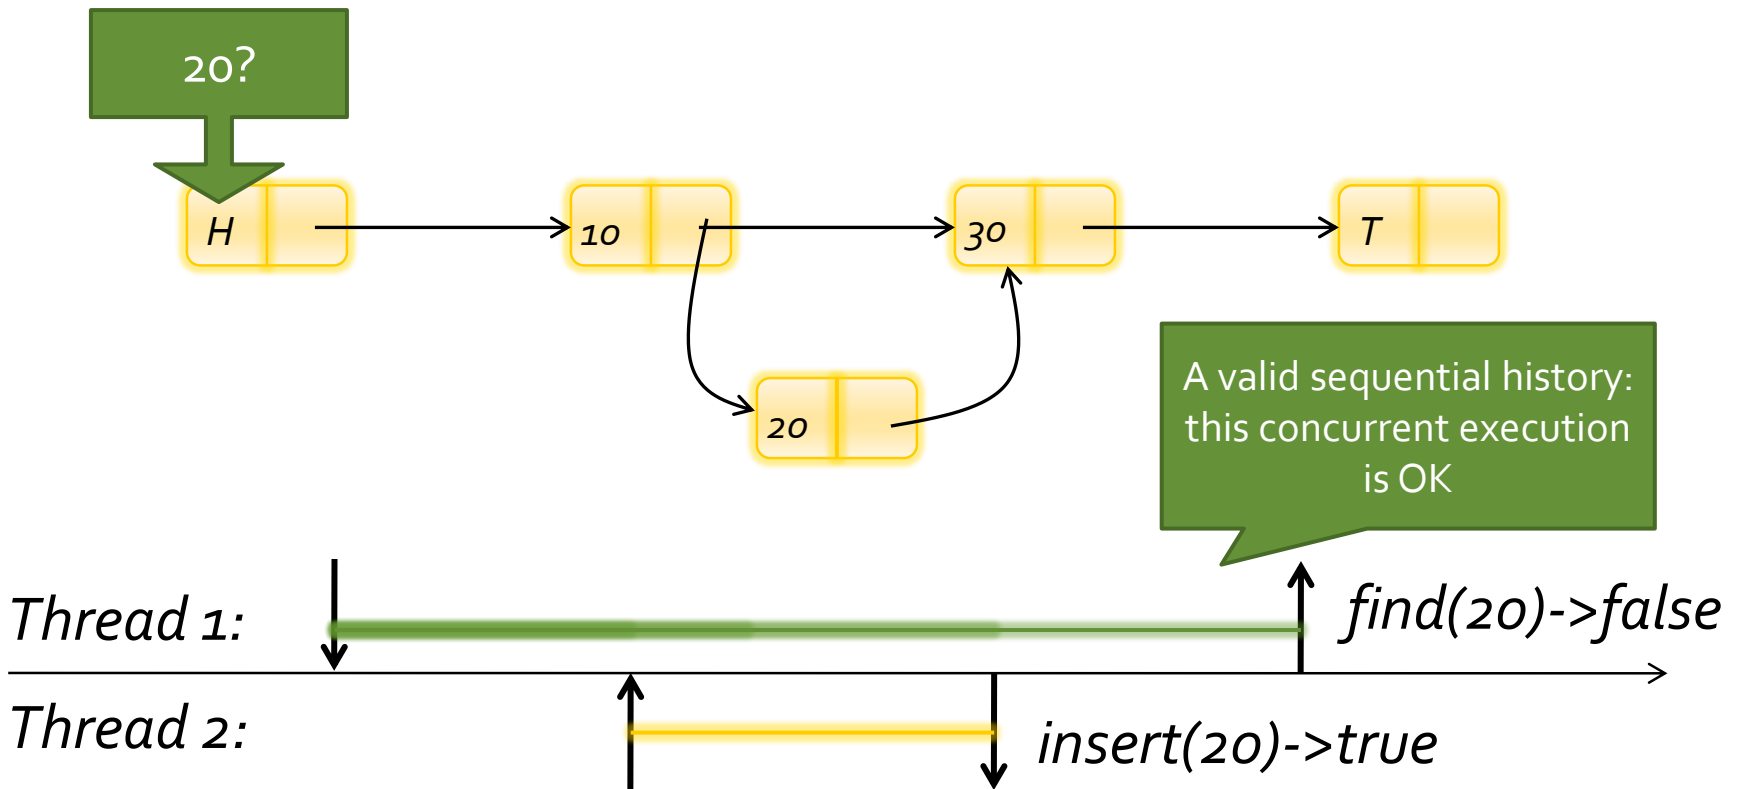 20?
H
10
30
T
20
A valid sequential history:
this concurrent execution
is OK
Thread 1:
find(20)->false
Thread 2:
insert(20)->true